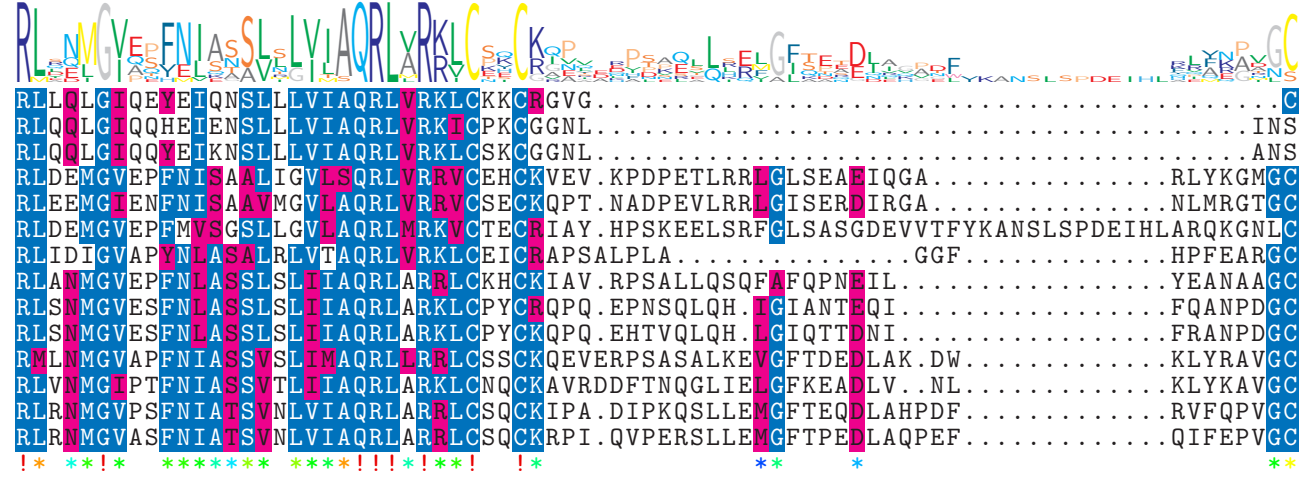 RLLQLGIQEYEIQNSLLLVIAQRLVRKLCKKCRGVG...........................................C
RLQQLGIQQHEIENSLLLVIAQRLVRKICPKCGGNL.........................................INS
RLQQLGIQQYEIKNSLLLVIAQRLVRKLCSKCGGNL.........................................ANS
RLDEMGVEPFNISAALIGVLSQRLVRRVCEHCKVEV.KPDPETLRRLGLSEAEIQGA...............RLYKGMGC
RLEEMGIENFNISAAVMGVLAQRLVRRVCSECKQPT.NADPEVLRRLGISERDIRGA...............NLMRGTGC
RLDEMGVEPFMVSGSLLGVLAQRLMRKVCTECRIAY.HPSKEELSRFGLSASGDEVVTFYKANSLSPDEIHLARQKGNLC
RLIDIGVAPYNLASALRLVTAQRLVRKLCEICRAPSALPLA...............GGF.............HPFEARGC
RLANMGVEPFNLASSLSLIIAQRLARRLCKHCKIAV.RPSALLQSQFAFQPNEIL.................YEANAAGC
RLSNMGVESFNLASSLSLIIAQRLARKLCPYCRQPQ.EPNSQLQH.IGIANTEQI.................FQANPDGC
RLSNMGVESFNLASSLSLIIAQRLARKLCPYCKQPQ.EHTVQLQH.LGIQTTDNI.................FRANPDGC
RMLNMGVAPFNIASSVSLIMAQRLLRRLCSSCKQEVERPSASALKEVGFTDEDLAK.DW.............KLYRAVGC
RLVNMGIPTFNIASSVTLIIAQRLARKLCNQCKAVRDDFTNQGLIELGFKEADLV..NL.............KLYKAVGC
RLRNMGVPSFNIATSVNLVIAQRLARRLCSQCKIPA.DIPKQSLLEMGFTEQDLAHPDF.............RVFQPVGC
RLRNMGVASFNIATSVNLVIAQRLARRLCSQCKRPI.QVPERSLLEMGFTPEDLAQPEF.............QIFEPVGC
!* **!*  ******* ****!!!*!**!  !*             **    *                         **